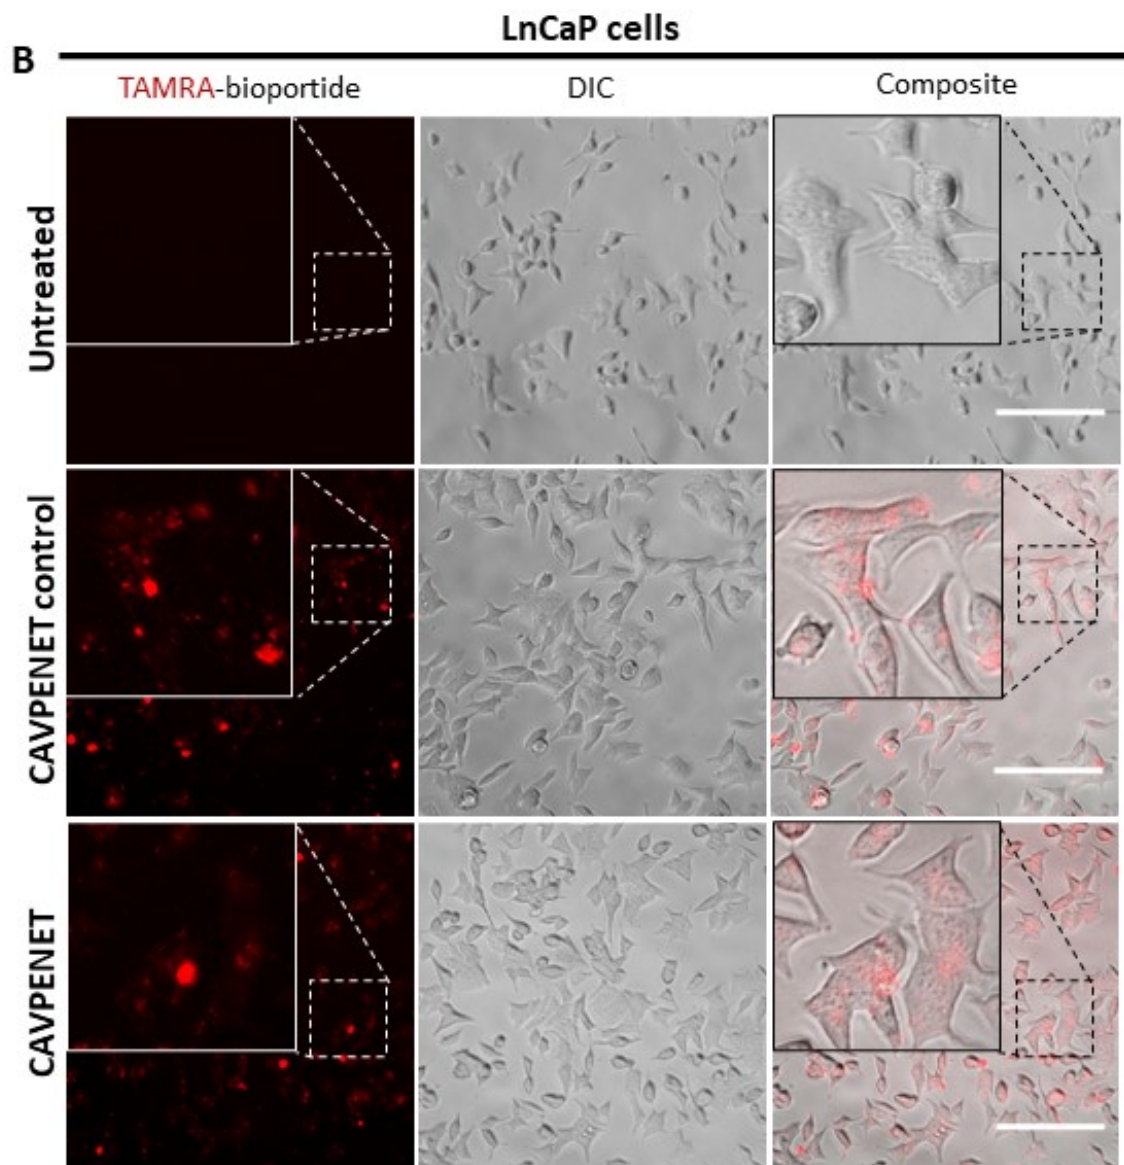 LnCaP cells
B
TAMRA-bioportide
DIC
Composite
Untreated
CAVPENET control
CAVPENET